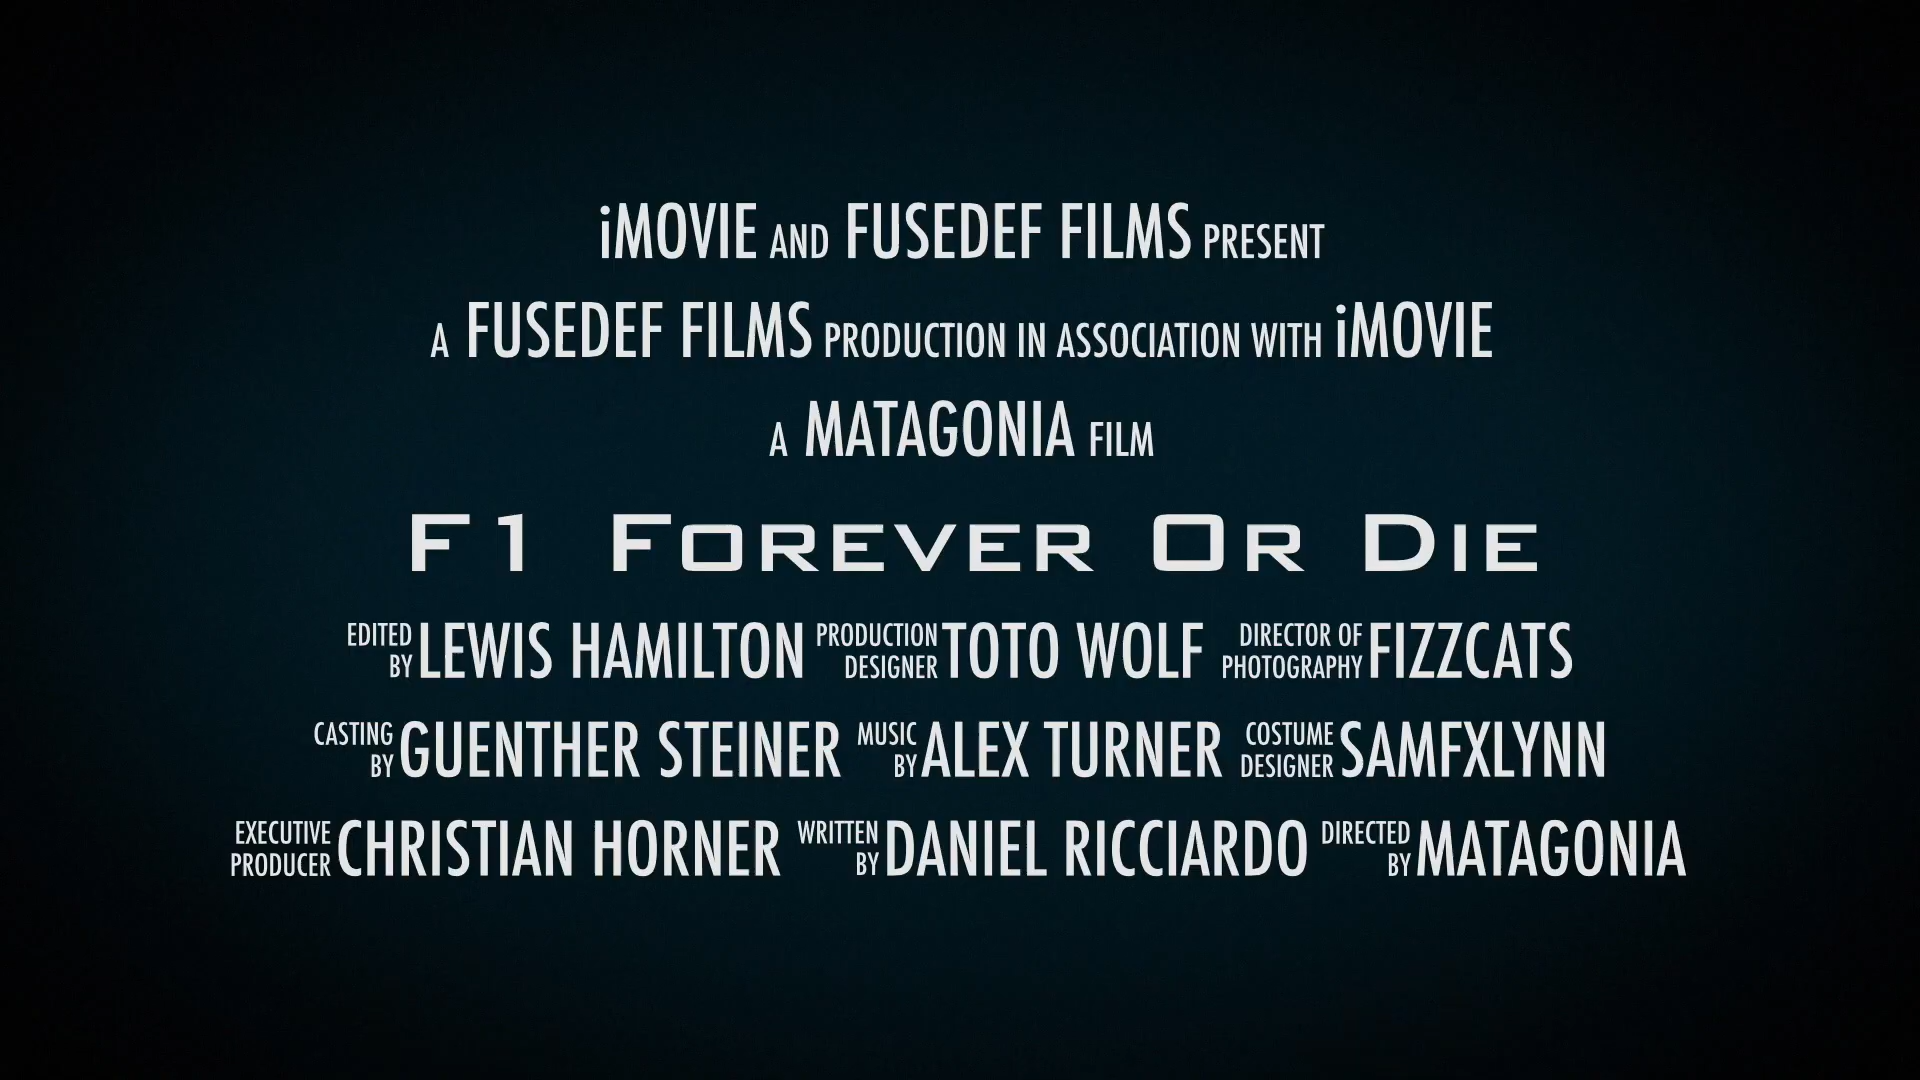 iMOVIE AND FUSEDEF FILMS PRESENT
A FUSEDEF FILMS PRODUCTION IN ASSOCIATION WITH iMOVIE
A MATAGONIA FILM
F1 FOREVER OR DIE
EDITED BY LEWIS HAMILTON PRODUCTION DESIGNER TOTO WOLF DIRECTOR OF PHOTOGRAPHY FIZZCATS
CASTING BY GUENTHER STEINER MUSIC BY ALEX TURNER COSTUME DESIGNER SAMFXLYNN
EXECUTIVE PRODUCER CHRISTIAN HORNER WRITTEN BY DANIEL RICCIARDO DIRECTED BY MATAGONIA